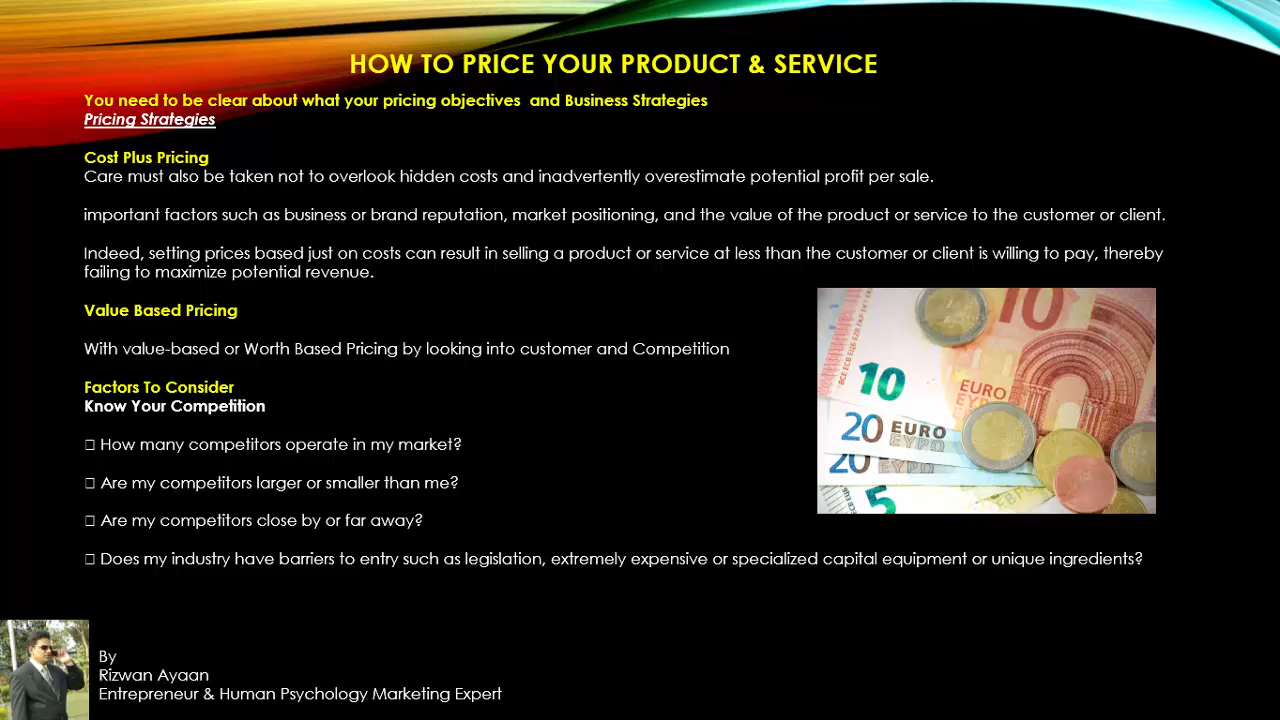 HOW TO PRICE YOUR PRODUCT & SERVICE
You need to be clear about what your pricing objectives and Business Strategies
Pricing Strategies
Cost Plus Pricing
Care must also be taken not to overlook hidden costs and inadvertently overestimate potential profit per sale.
important factors such as business or brand reputation, market positioning, and the value of the product or service to the customer or client.
Indeed, setting prices based just on costs can result in selling a product or service at less than the customer or client is willing to pay, thereby
failing to maximize potential revenue.
Value Based Pricing
With value-based or Worth Based Pricing by looking into customer and Competition
Factors To Consider
Know Your Competition
□ How many competitors operate in my market?
□ Are my competitors larger or smaller than me?
□ Are my competitors close by or far away?
□ Does my industry have barriers to entry such as legislation, extremely expensive or specialized capital equipment or unique ingredients?
10
10
EURO
20 EURO
ΕΥΡΩ
20
ΕΥΡΩ
5
By
Rizwan Ayaan
Entrepreneur & Human Psychology Marketing Expert